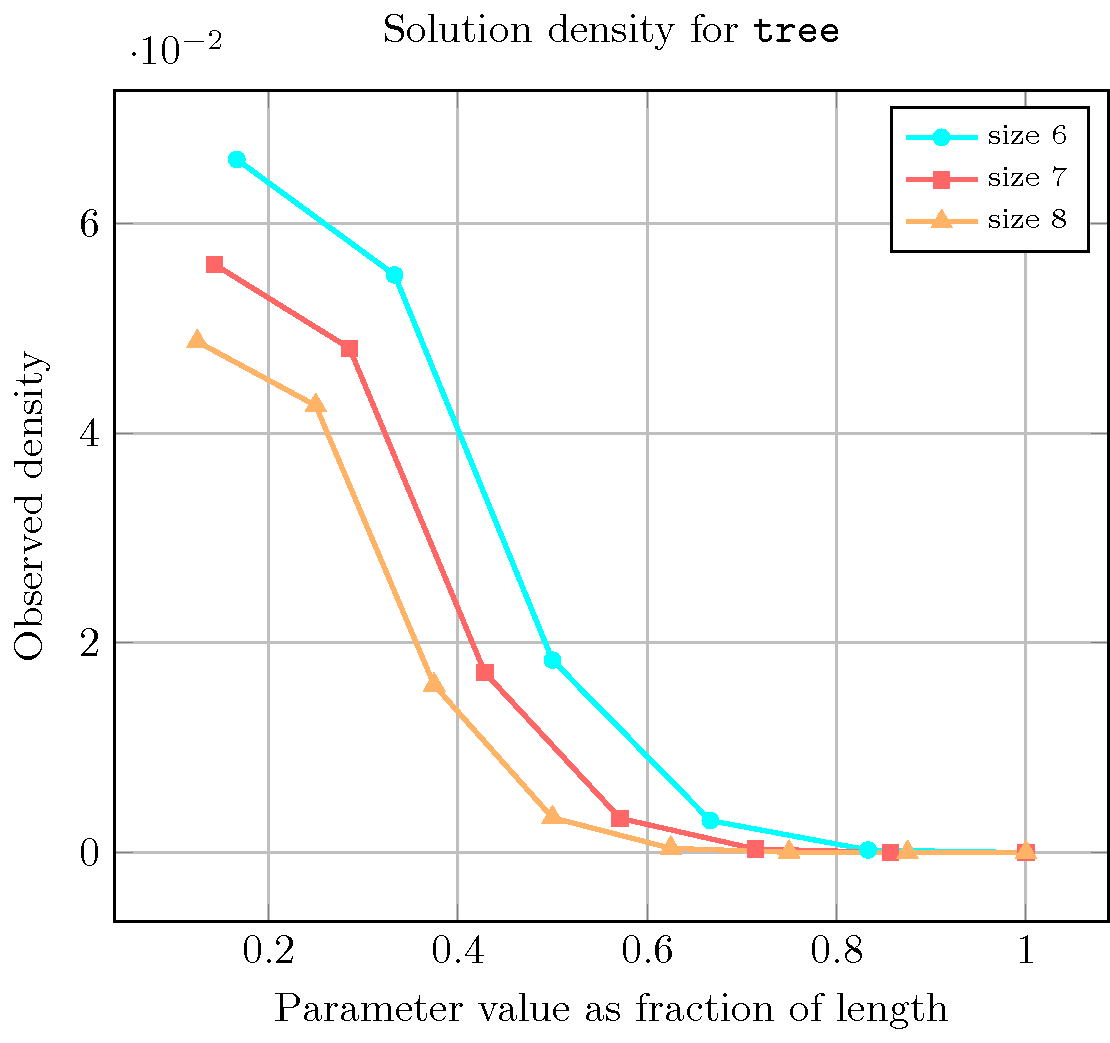 Solution density for tree
·10⁻²
size 6
size 7
size 8
6
4
2
0
Observed density
0.2 0.4 0.6 0.8 1
Parameter value as fraction of length